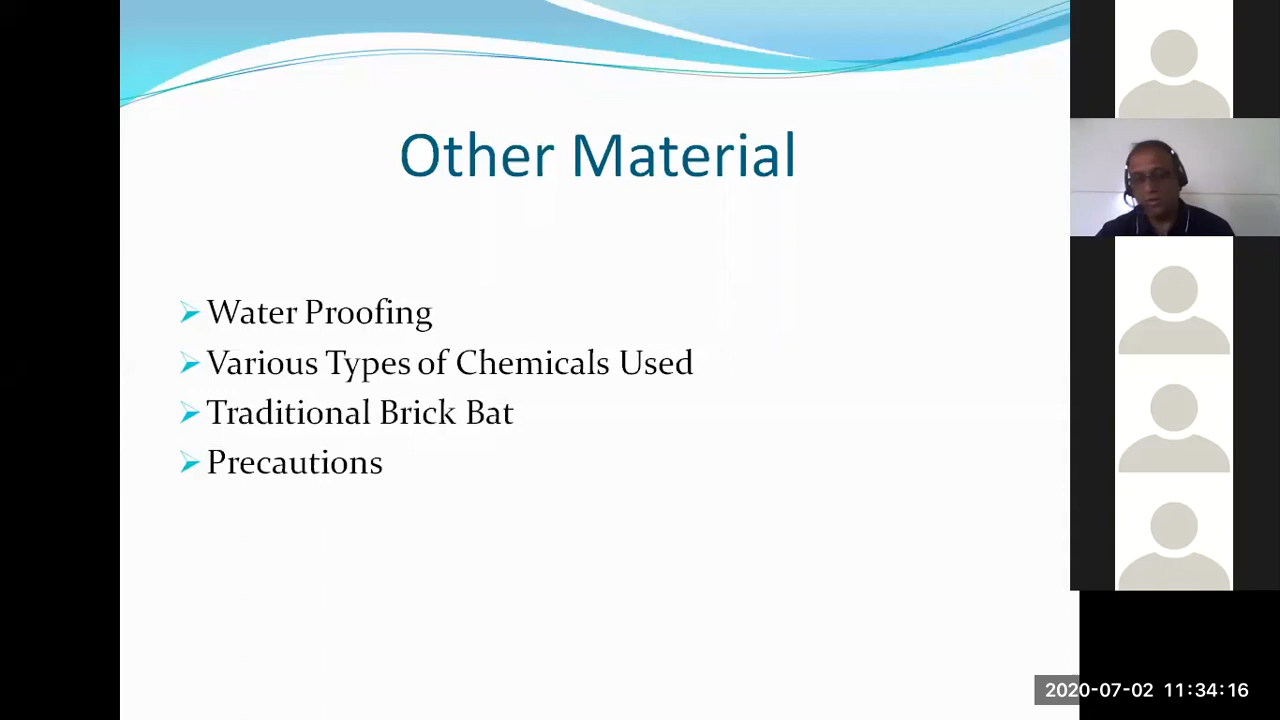 Other Material
Water Proofing
Various Types of Chemicals Used
Traditional Brick Bat
Precautions
2020-07-02 11:34:16